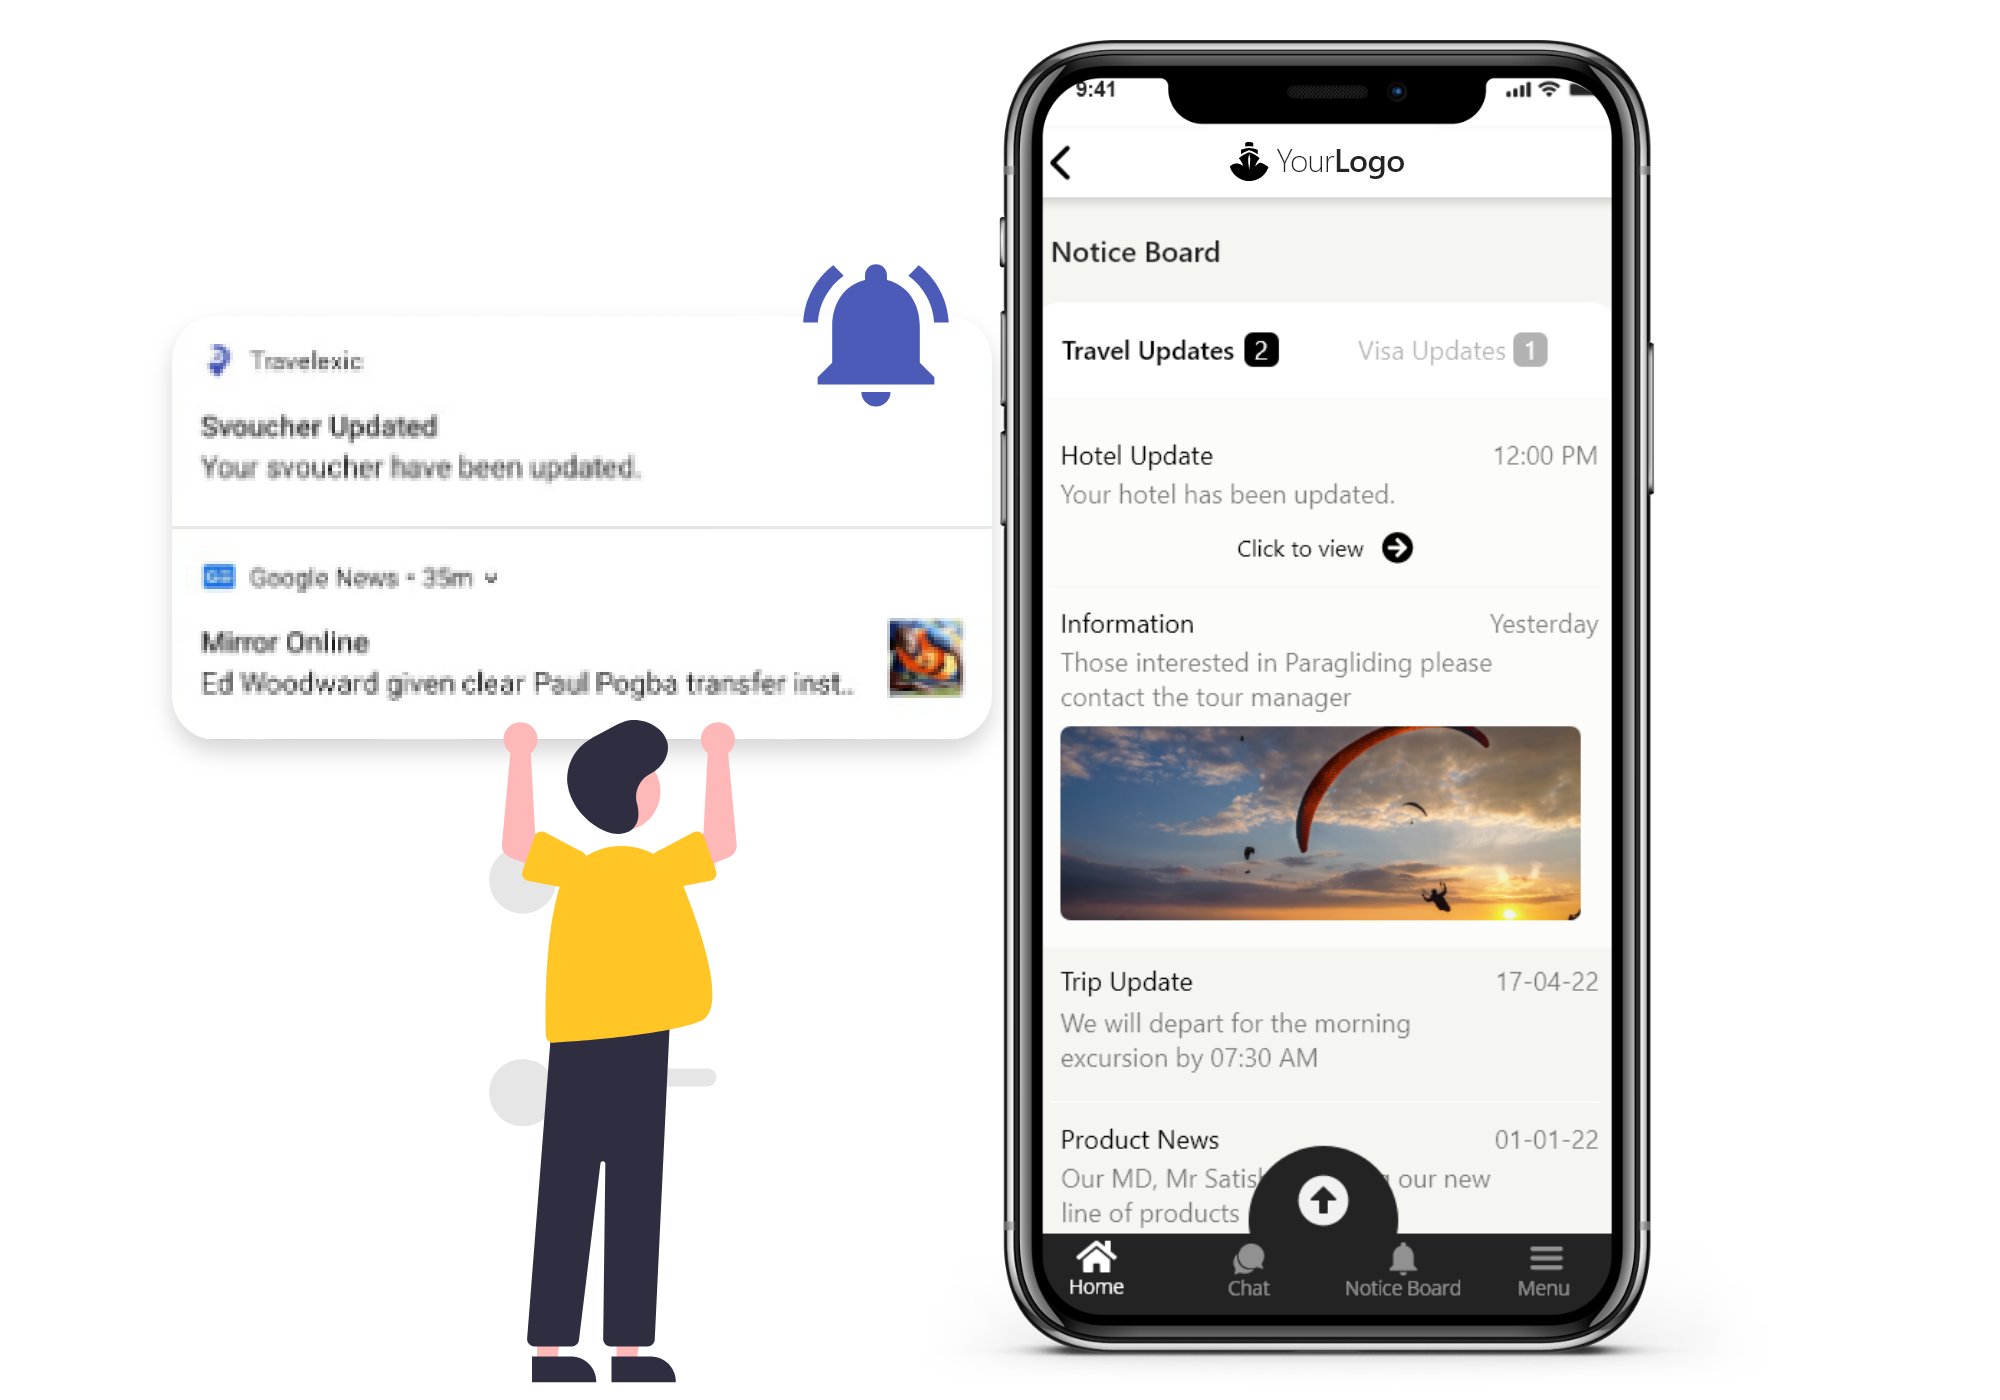 Travelexic
Svoucher Updated
Your svoucher have been updated.
Google News • 35m
Mirror Online
Ed Woodward given clear Paul Pogba transfer inst..
9:41
YourLogo
Notice Board
Travel Updates 2
Visa Updates 1
Hotel Update 12:00 PM
Your hotel has been updated.
Click to view
Information Yesterday
Those interested in Paragliding please
contact the tour manager
Trip Update 17-04-22
We will depart for the morning
excursion by 07:30 AM
Product News 01-01-22
Our MD, Mr our new
line of products
Home
Chat
Notice Board
Menu